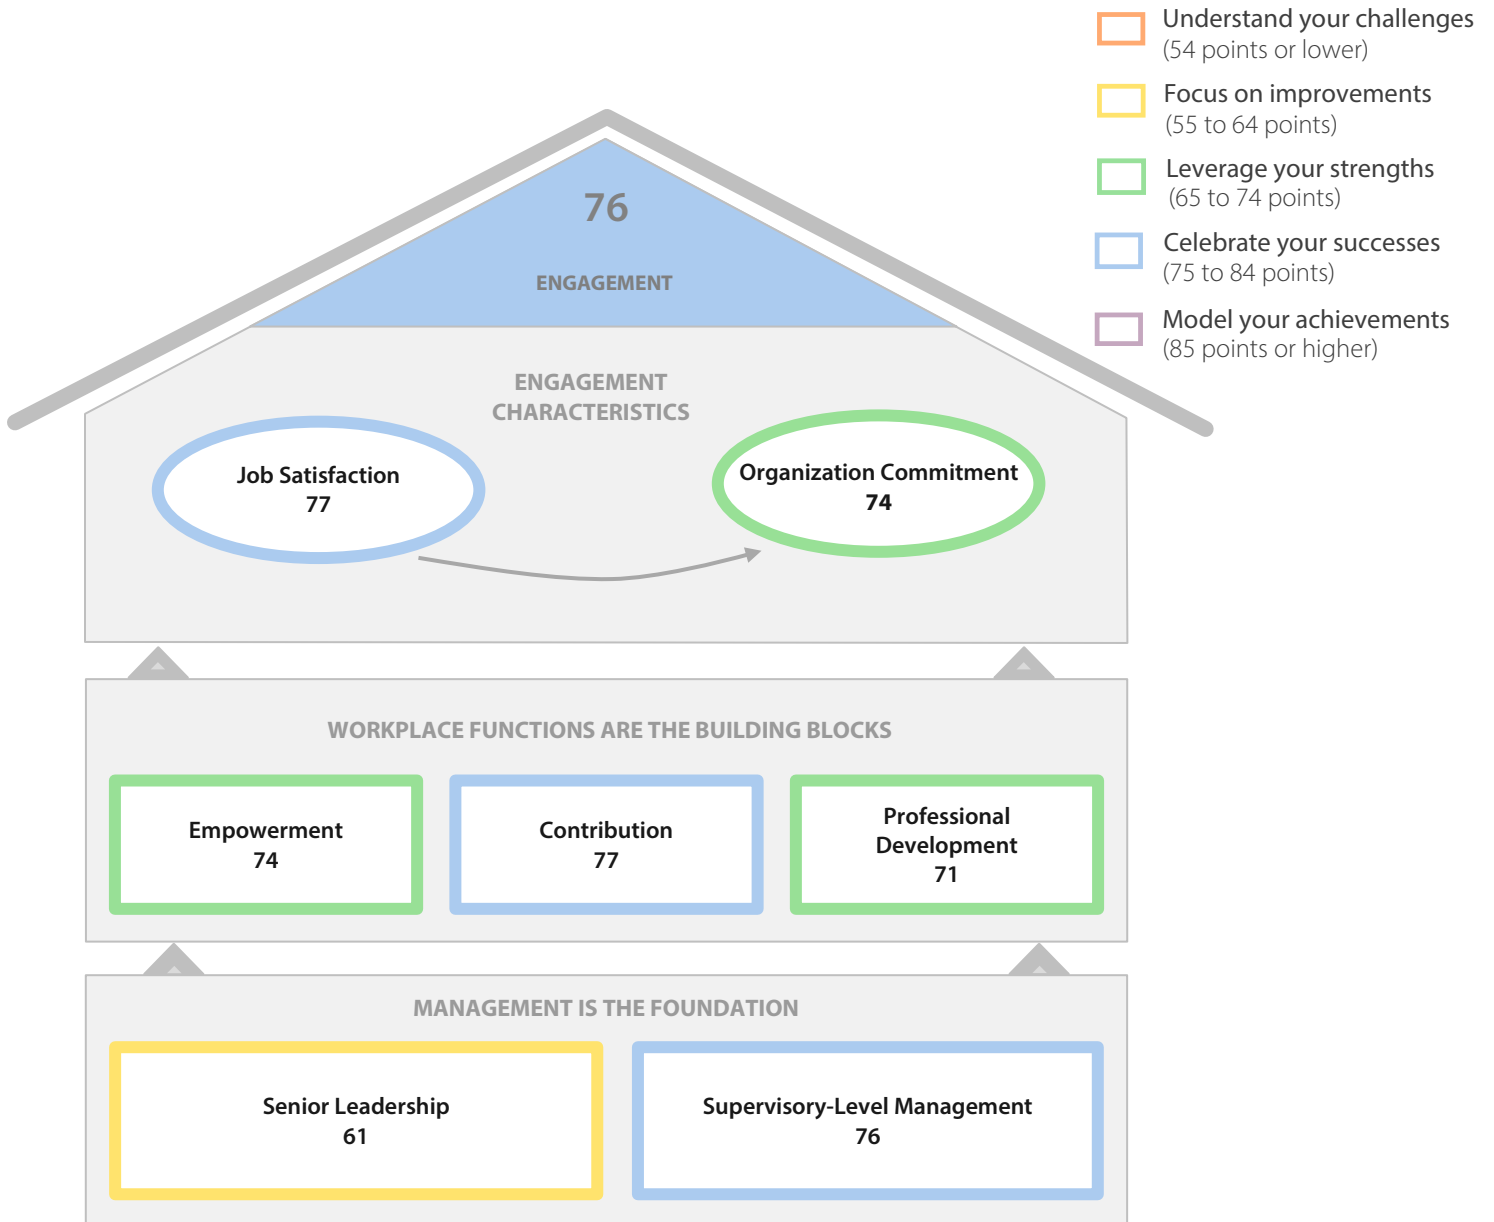 Understand your challenges
(54 points or lower)
Focus on improvements
(55 to 64 points)
Leverage your strengths
(65 to 74 points)
Celebrate your successes
(75 to 84 points)
Model your achievements
(85 points or higher)
76
ENGAGEMENT
ENGAGEMENT
CHARACTERISTICS
Job Satisfaction
77
Organization Commitment
74
WORKPLACE FUNCTIONS ARE THE BUILDING BLOCKS
Empowerment
74
Contribution
77
Professional
Development
71
MANAGEMENT IS THE FOUNDATION
Senior Leadership
61
Supervisory-Level Management
76